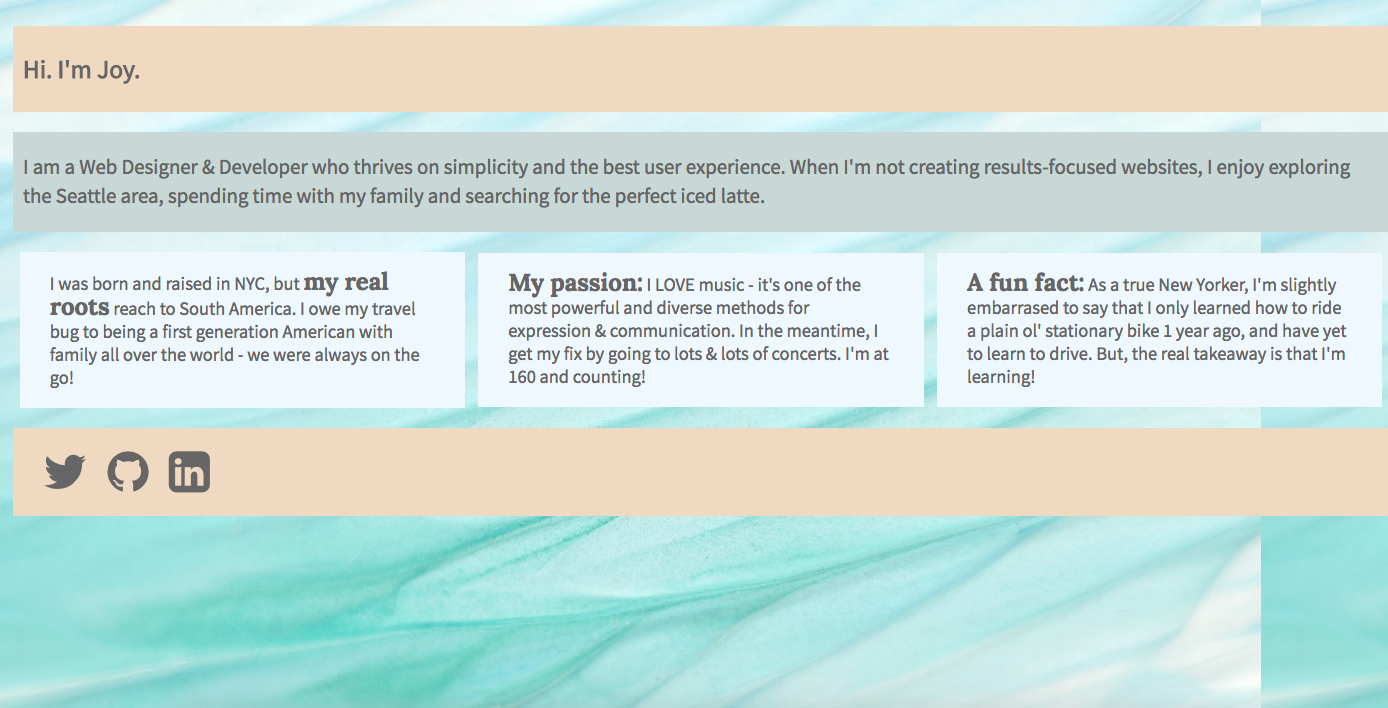 Hi. I'm Joy.
I am a Web Designer & Developer who thrives on simplicity and the best user experience. When I'm not creating results-focused websites, I enjoy exploring
the Seattle area, spending time with my family and searching for the perfect iced latte.
I was born and raised in NYC, but my real
roots reach to South America. I owe my travel
bug to being a first generation American with
family all over the world - we were always on the
go!
My passion: I LOVE music - it's one of the
most powerful and diverse methods for
expression & communication. In the meantime, I
get my fix by going to lots & lots of concerts. I'm at
160 and counting!
A fun fact: As a true New Yorker, I'm slightly
embarrased to say that I only learned how to ride
a plain ol' stationary bike 1 year ago, and have yet
to learn to drive. But, the real takeaway is that I'm
learning!
in